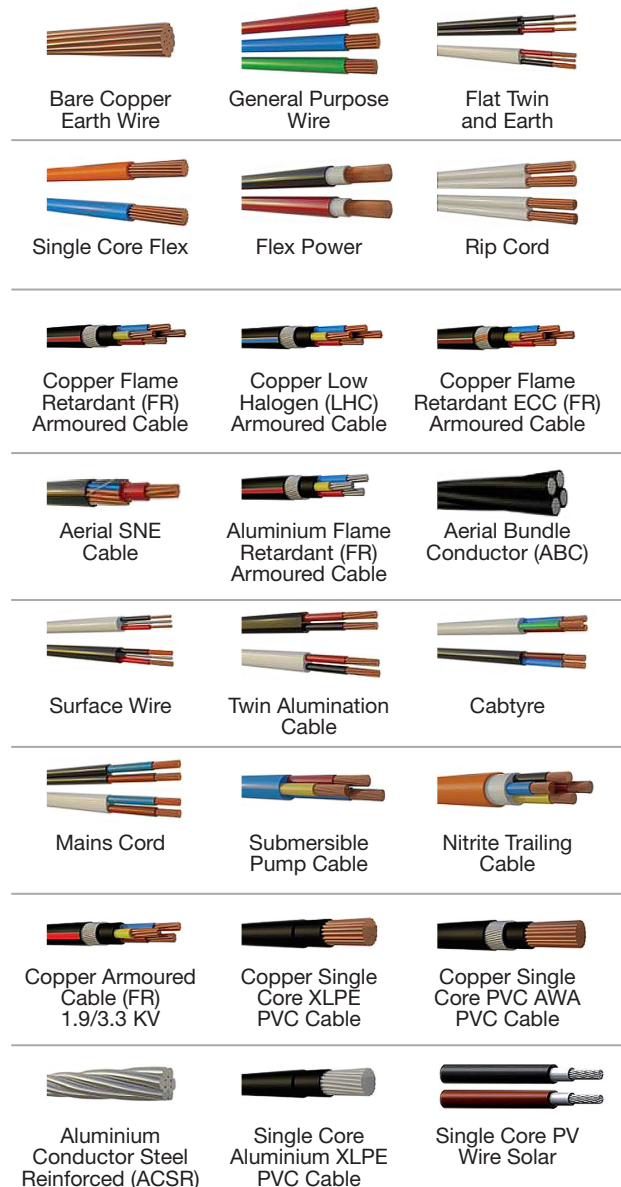 Bare Copper
Earth Wire
General Purpose
Wire
Flat Twin
and Earth
Single Core Flex
Flex Power
Rip Cord
Copper Flame
Retardant (FR)
Armoured Cable
Copper Low
Halogen (LHC)
Armoured Cable
Copper Flame
Retardant ECC (FR)
Armoured Cable
Aerial SNE
Cable
Aluminium Flame
Retardant (FR)
Armoured Cable
Aerial Bundle
Conductor (ABC)
Surface Wire
Twin Alumination
Cable
Cabtyre
Mains Cord
Submersible
Pump Cable
Nitrite Trailing
Cable
Copper Armoured
Cable (FR)
1.9/3.3 KV
Copper Single
Core XLPE
PVC Cable
Copper Single
Core PVC AWA
PVC Cable
Aluminium
Conductor Steel
Reinforced (ACSR)
Single Core
Aluminium XLPE
PVC Cable
Single Core PV
Wire Solar